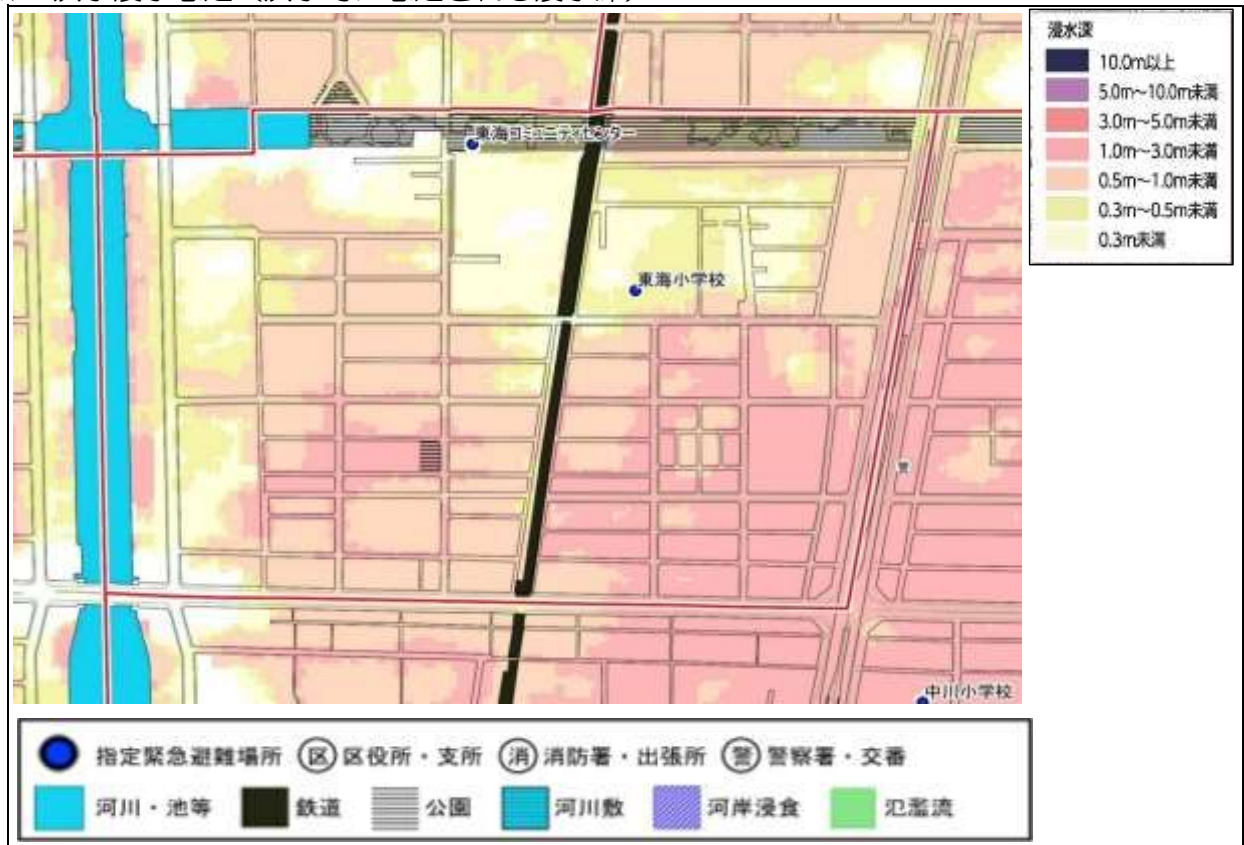 浸水深
10.0m以上
5.0m～10.0m未満
3.0m～5.0m未満
1.0m～3.0m未満
0.5m～1.0m未満
0.3m～0.5m未満
0.3m未満
東海コミュニティセンター
東海小学校
警
中川小学校
指定緊急避難場所 区 区役所・支所 消 消防署・出張所 警 警察署・交番
河川・池等 鉄道 公園 河川敷 河岸浸食 氾濫流